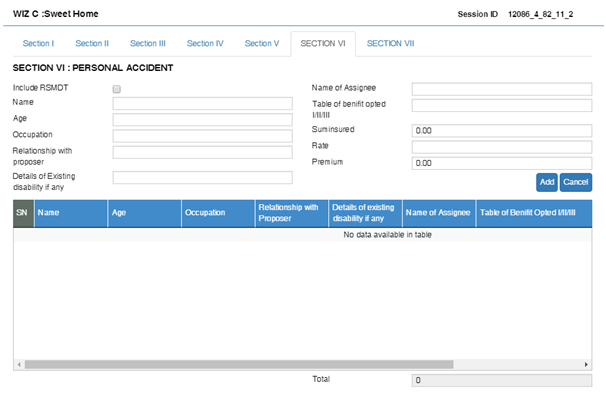 WIZ C :Sweet Home
Session ID 12086_4_82_11_2
Section I Section II Section III Section IV Section V SECTION VI SECTION VII
SECTION VI : PERSONAL ACCIDENT
Include RSMDT
Name
Age
Occupation
Relationship with
proposer
Details of Existing
disability if any
Name of Assignee
Table of benifit opted
I/II/III
Suminsured 0.00
Rate
Premium 0.00
Add Cancel
SN Name Age Occupation Relationship with Proposer Details of existing disability if any Name of Assignee Table of Benifit Opted I/II/III
No data available in table
Total 0